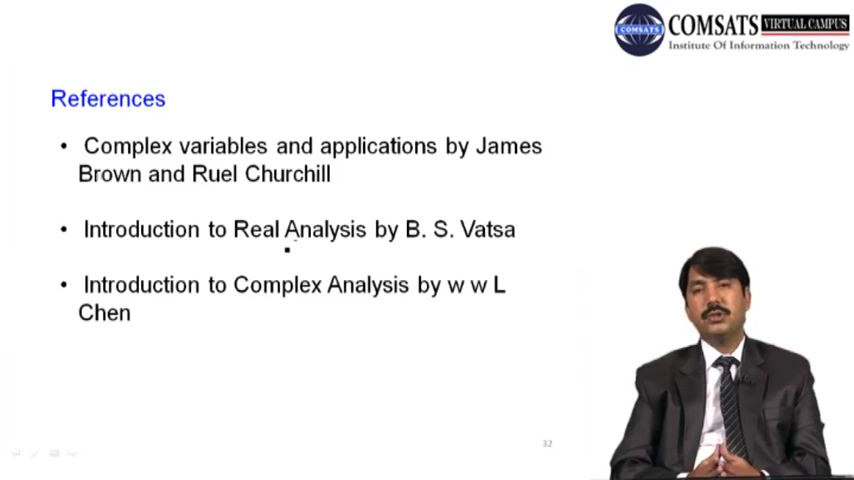 COMSATS
COMSATS VIRTUAL CAMPUS
Institute Of Information Technology
References
• Complex variables and applications by James
Brown and Ruel Churchill
• Introduction to Real Analysis by B. S. Vatsa
• Introduction to Complex Analysis by w w L
Chen
32